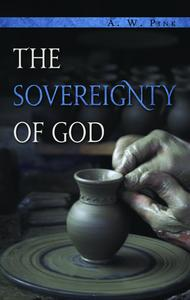 A. W. Pink
THE
SOVEREIGNTY
OF GOD